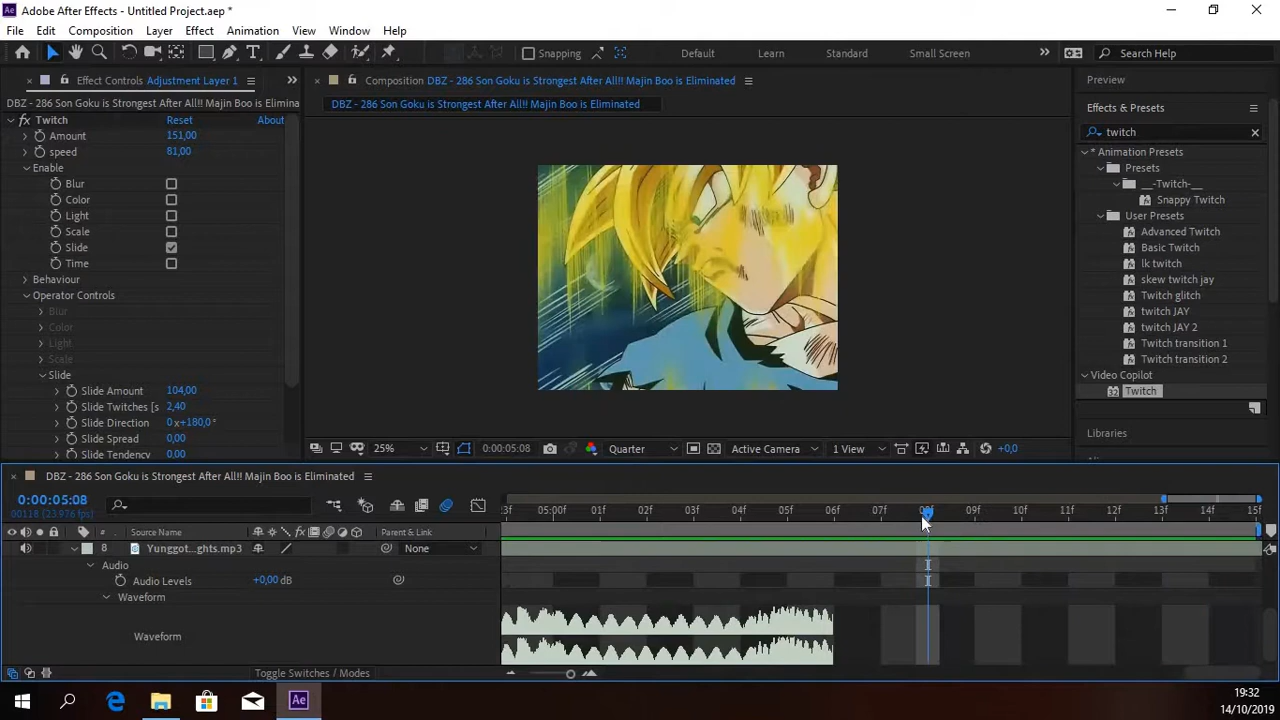 Adobe After Effects - Untitled Project.aep *
File Edit Composition Layer Effect Animation View Window Help
Snapping Default Learn Standard Small Screen Search Help
Effect Controls Adjustment Layer 1
Composition DBZ - 286 Son Goku is Strongest After All!! Majin Boo is Eliminated
Preview
DBZ - 286 Son Goku is Strongest After All!! Majin Boo is Elimina
DBZ - 286 Son Goku is Strongest After All!! Majin Boo is Eliminated
Effects & Presets
fx Twitch Reset About
twitch
Amount 151,00
speed 81,00
Enable
Blur
Color
Light
Scale
Slide
Time
Behaviour
Operator Controls
Blur
Color
Light
Scale
Slide
Slide Amount 104,00
Slide Twitches [s 2,40
Slide Direction 0x+180,0°
Slide Spread 0,00
Slide Tendency 0,00
* Animation Presets
Presets
__-Twitch-__
Snappy Twitch
User Presets
Advanced Twitch
Basic Twitch
lk twitch
skew twitch jay
Twitch glitch
twitch JAY
twitch JAY 2
Twitch transition 1
Twitch transition 2
Video Copilot
32 Twitch
Libraries
25% 0:00:05:08 Quarter Active Camera 1 View +0,0
DBZ - 286 Son Goku is Strongest After All!! Majin Boo is Eliminated
0:00:05:08
00118 (23.976 fps)
:3f 05:00f 01f 02f 03f 04f 05f 06f 07f 08f 09f 10f 11f 12f 13f 14f 15f
# Source Name Parent & Link
8 Yunggot...ghts.mp3 None
Audio
Audio Levels +0,00 dB
Waveform
Waveform
Toggle Switches / Modes
Ae
19:32
14/10/2019